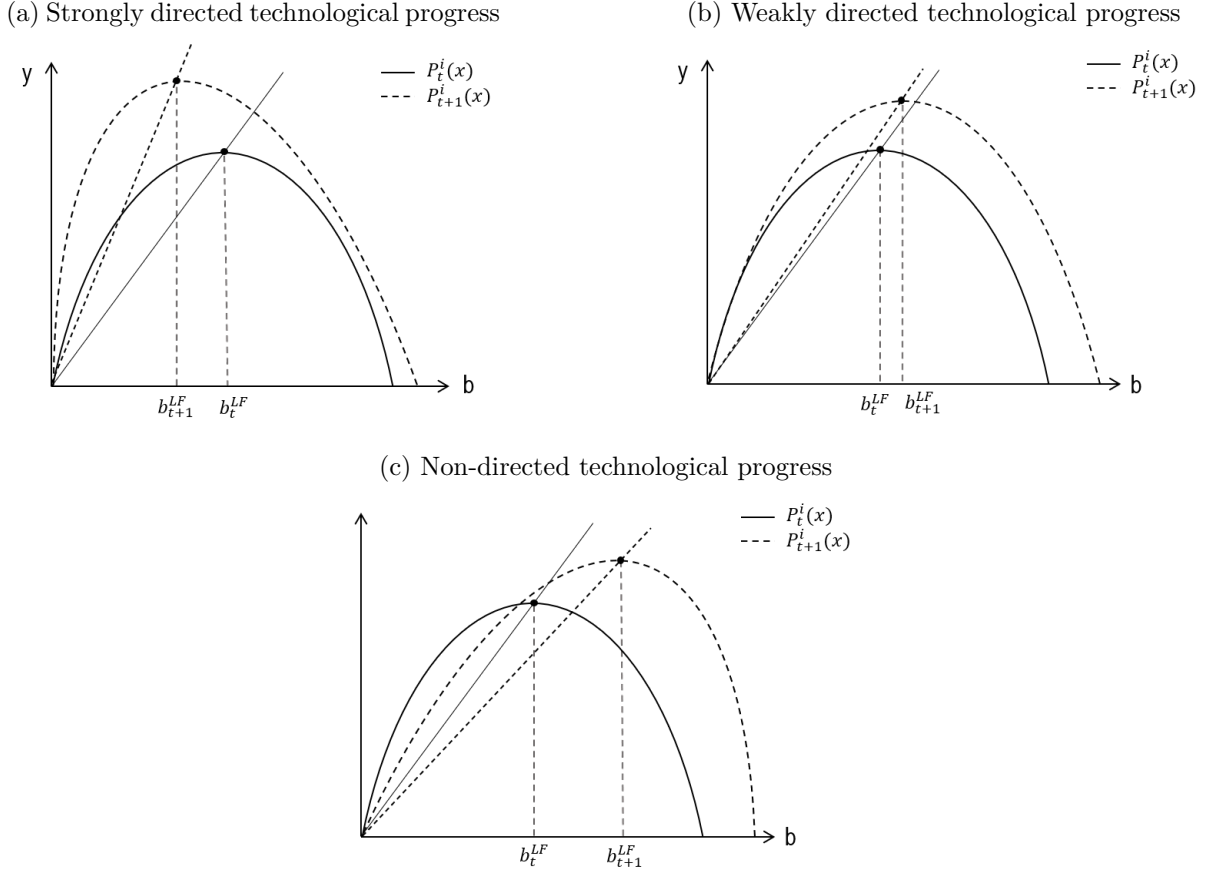 (a) Strongly directed technological progress
y
P_t^i(x)
P_{t+1}^i(x)
b
b_{t+1}^{LF} b_t^{LF}
(b) Weakly directed technological progress
y
P_t^i(x)
P_{t+1}^i(x)
b
b_t^{LF} b_{t+1}^{LF}
(c) Non-directed technological progress
P_t^i(x)
P_{t+1}^i(x)
b
b_t^{LF} b_{t+1}^{LF}